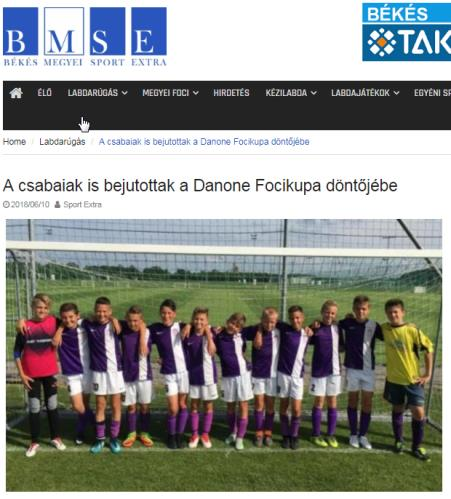 B M S E
BÉKÉS MEGYEI SPORT EXTRA
BÉKÉS
TAK
ÉLŐ LABDARÚGÁS MEGYEI FOCI HIRDETÉS KÉZILABDA LABDAJÁTÉKOK EGYÉNI SP
Home / Labdarúgás / A csabaiak is bejutottak a Danone Focikupa döntőjébe
A csabaiak is bejutottak a Danone Focikupa döntőjébe
2018/06/10 Sport Extra